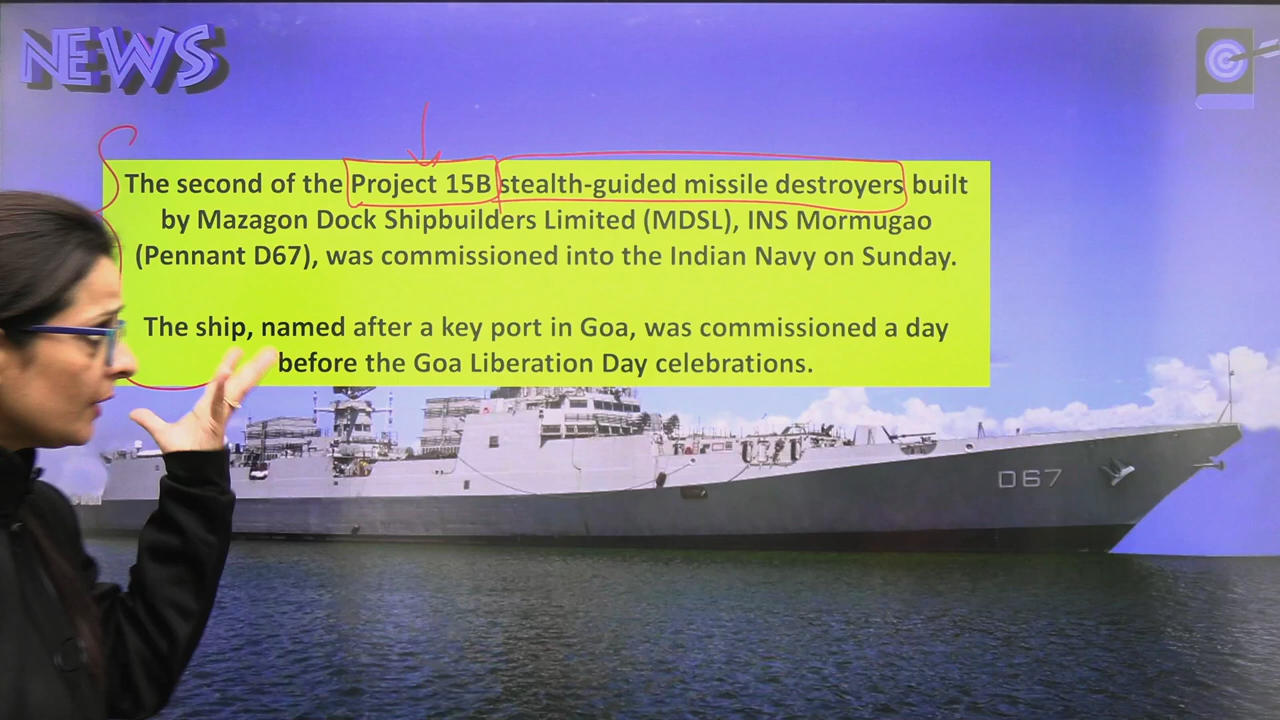 NEWS
The second of the Project 15B stealth-guided missile destroyers built
by Mazagon Dock Shipbuilders Limited (MDSL), INS Mormugao
(Pennant D67), was commissioned into the Indian Navy on Sunday.
The ship, named after a key port in Goa, was commissioned a day
before the Goa Liberation Day celebrations.
D67